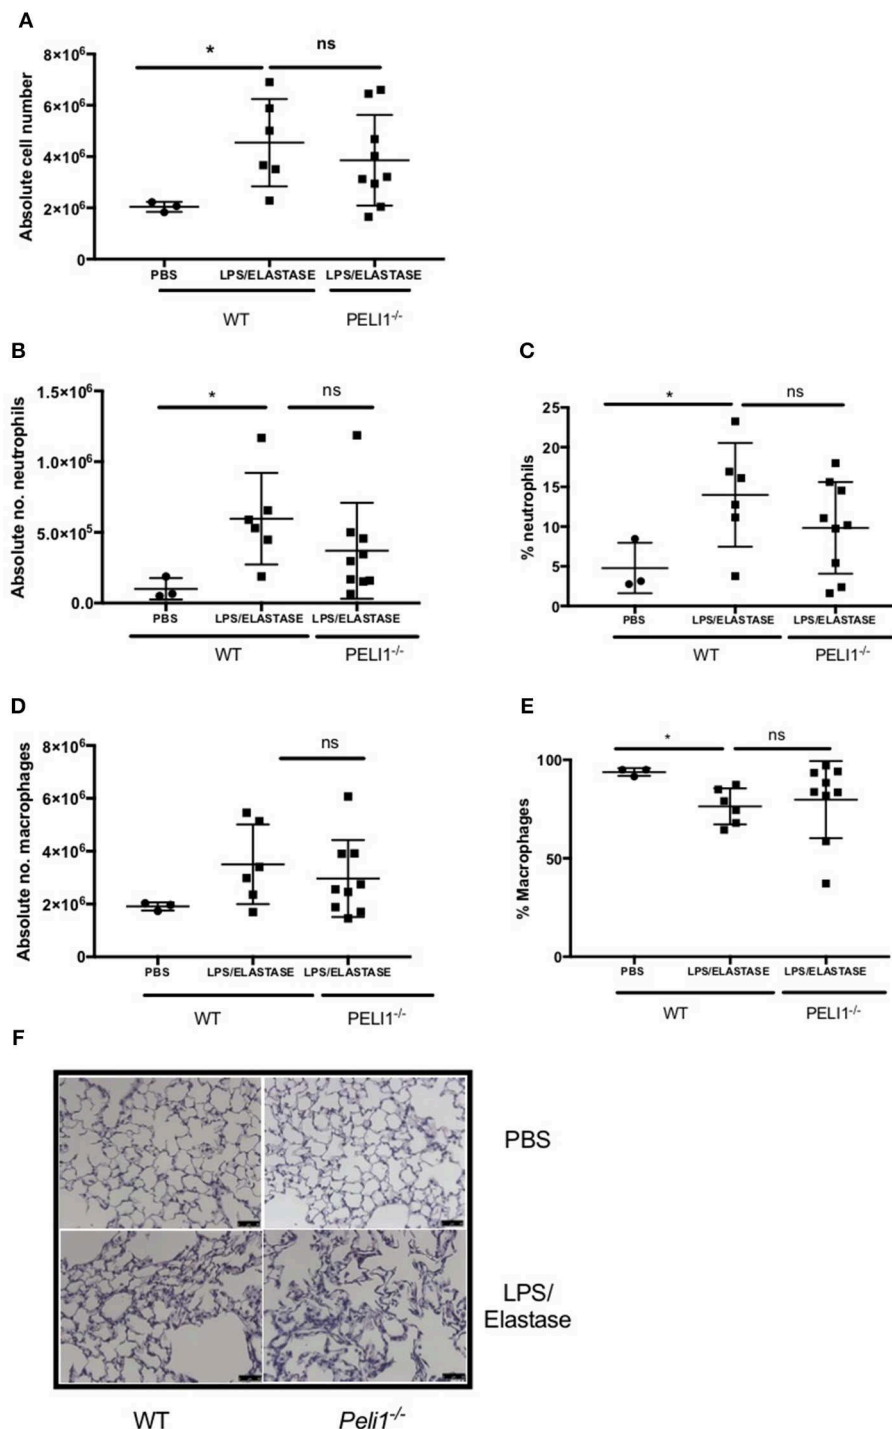 A
8×10⁶
6×10⁶
4×10⁶
2×10⁶
0
Absolute cell number
*
ns
PBS
LPS/ELASTASE
LPS/ELASTASE
WT
PELI1⁻/⁻
B
1.5×10⁶
1.0×10⁶
5.0×10⁵
0.0
Absolute no. neutrophils
*
ns
PBS
LPS/ELASTASE
LPS/ELASTASE
WT
PELI1⁻/⁻
C
25
20
15
10
5
0
% neutrophils
*
ns
PBS
LPS/ELASTASE
LPS/ELASTASE
WT
PELI1⁻/⁻
D
8×10⁶
6×10⁶
4×10⁶
2×10⁶
0
Absolute no. macrophages
ns
PBS
LPS/ELASTASE
LPS/ELASTASE
WT
PELI1⁻/⁻
E
100
50
0
% Macrophages
*
ns
PBS
LPS/ELASTASE
LPS/ELASTASE
WT
PELI1⁻/⁻
F
PBS
LPS/
Elastase
WT
Peli1⁻/⁻